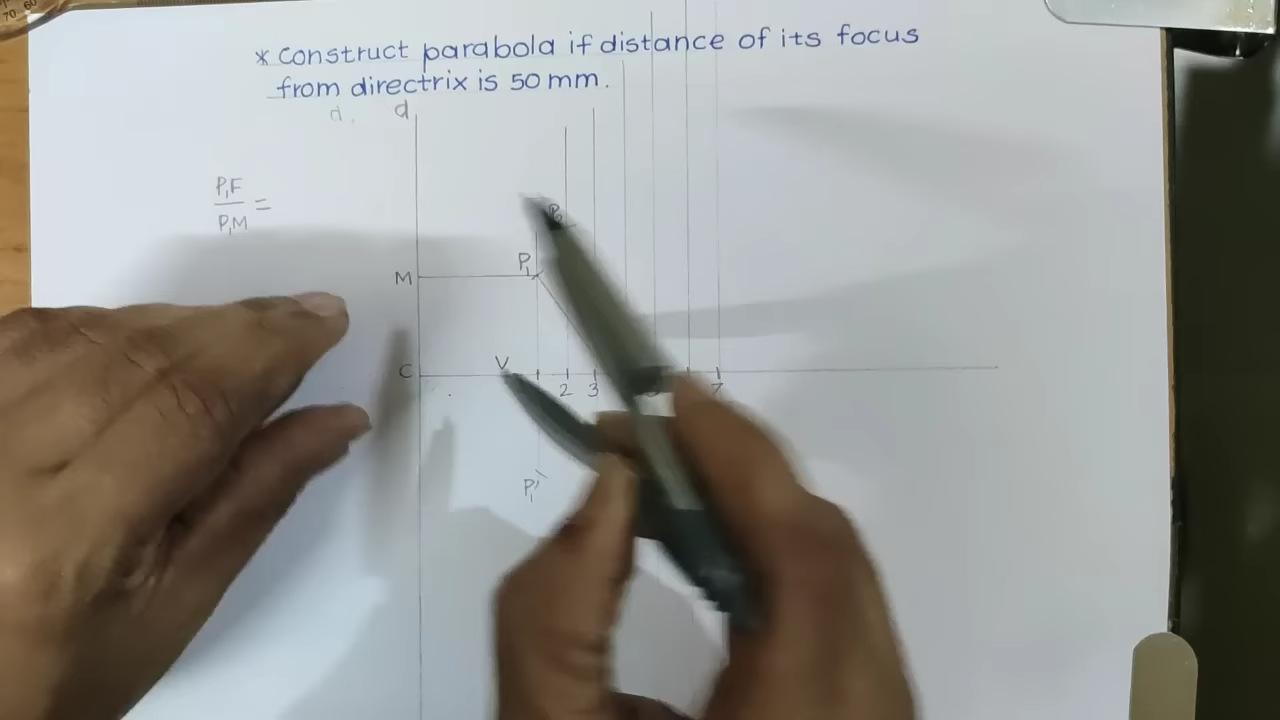 * Construct parabola if distance of its focus
from directrix is 50 mm.
d
P₁F
P₁M =
M P₁
C V
2 3 7
P₁'